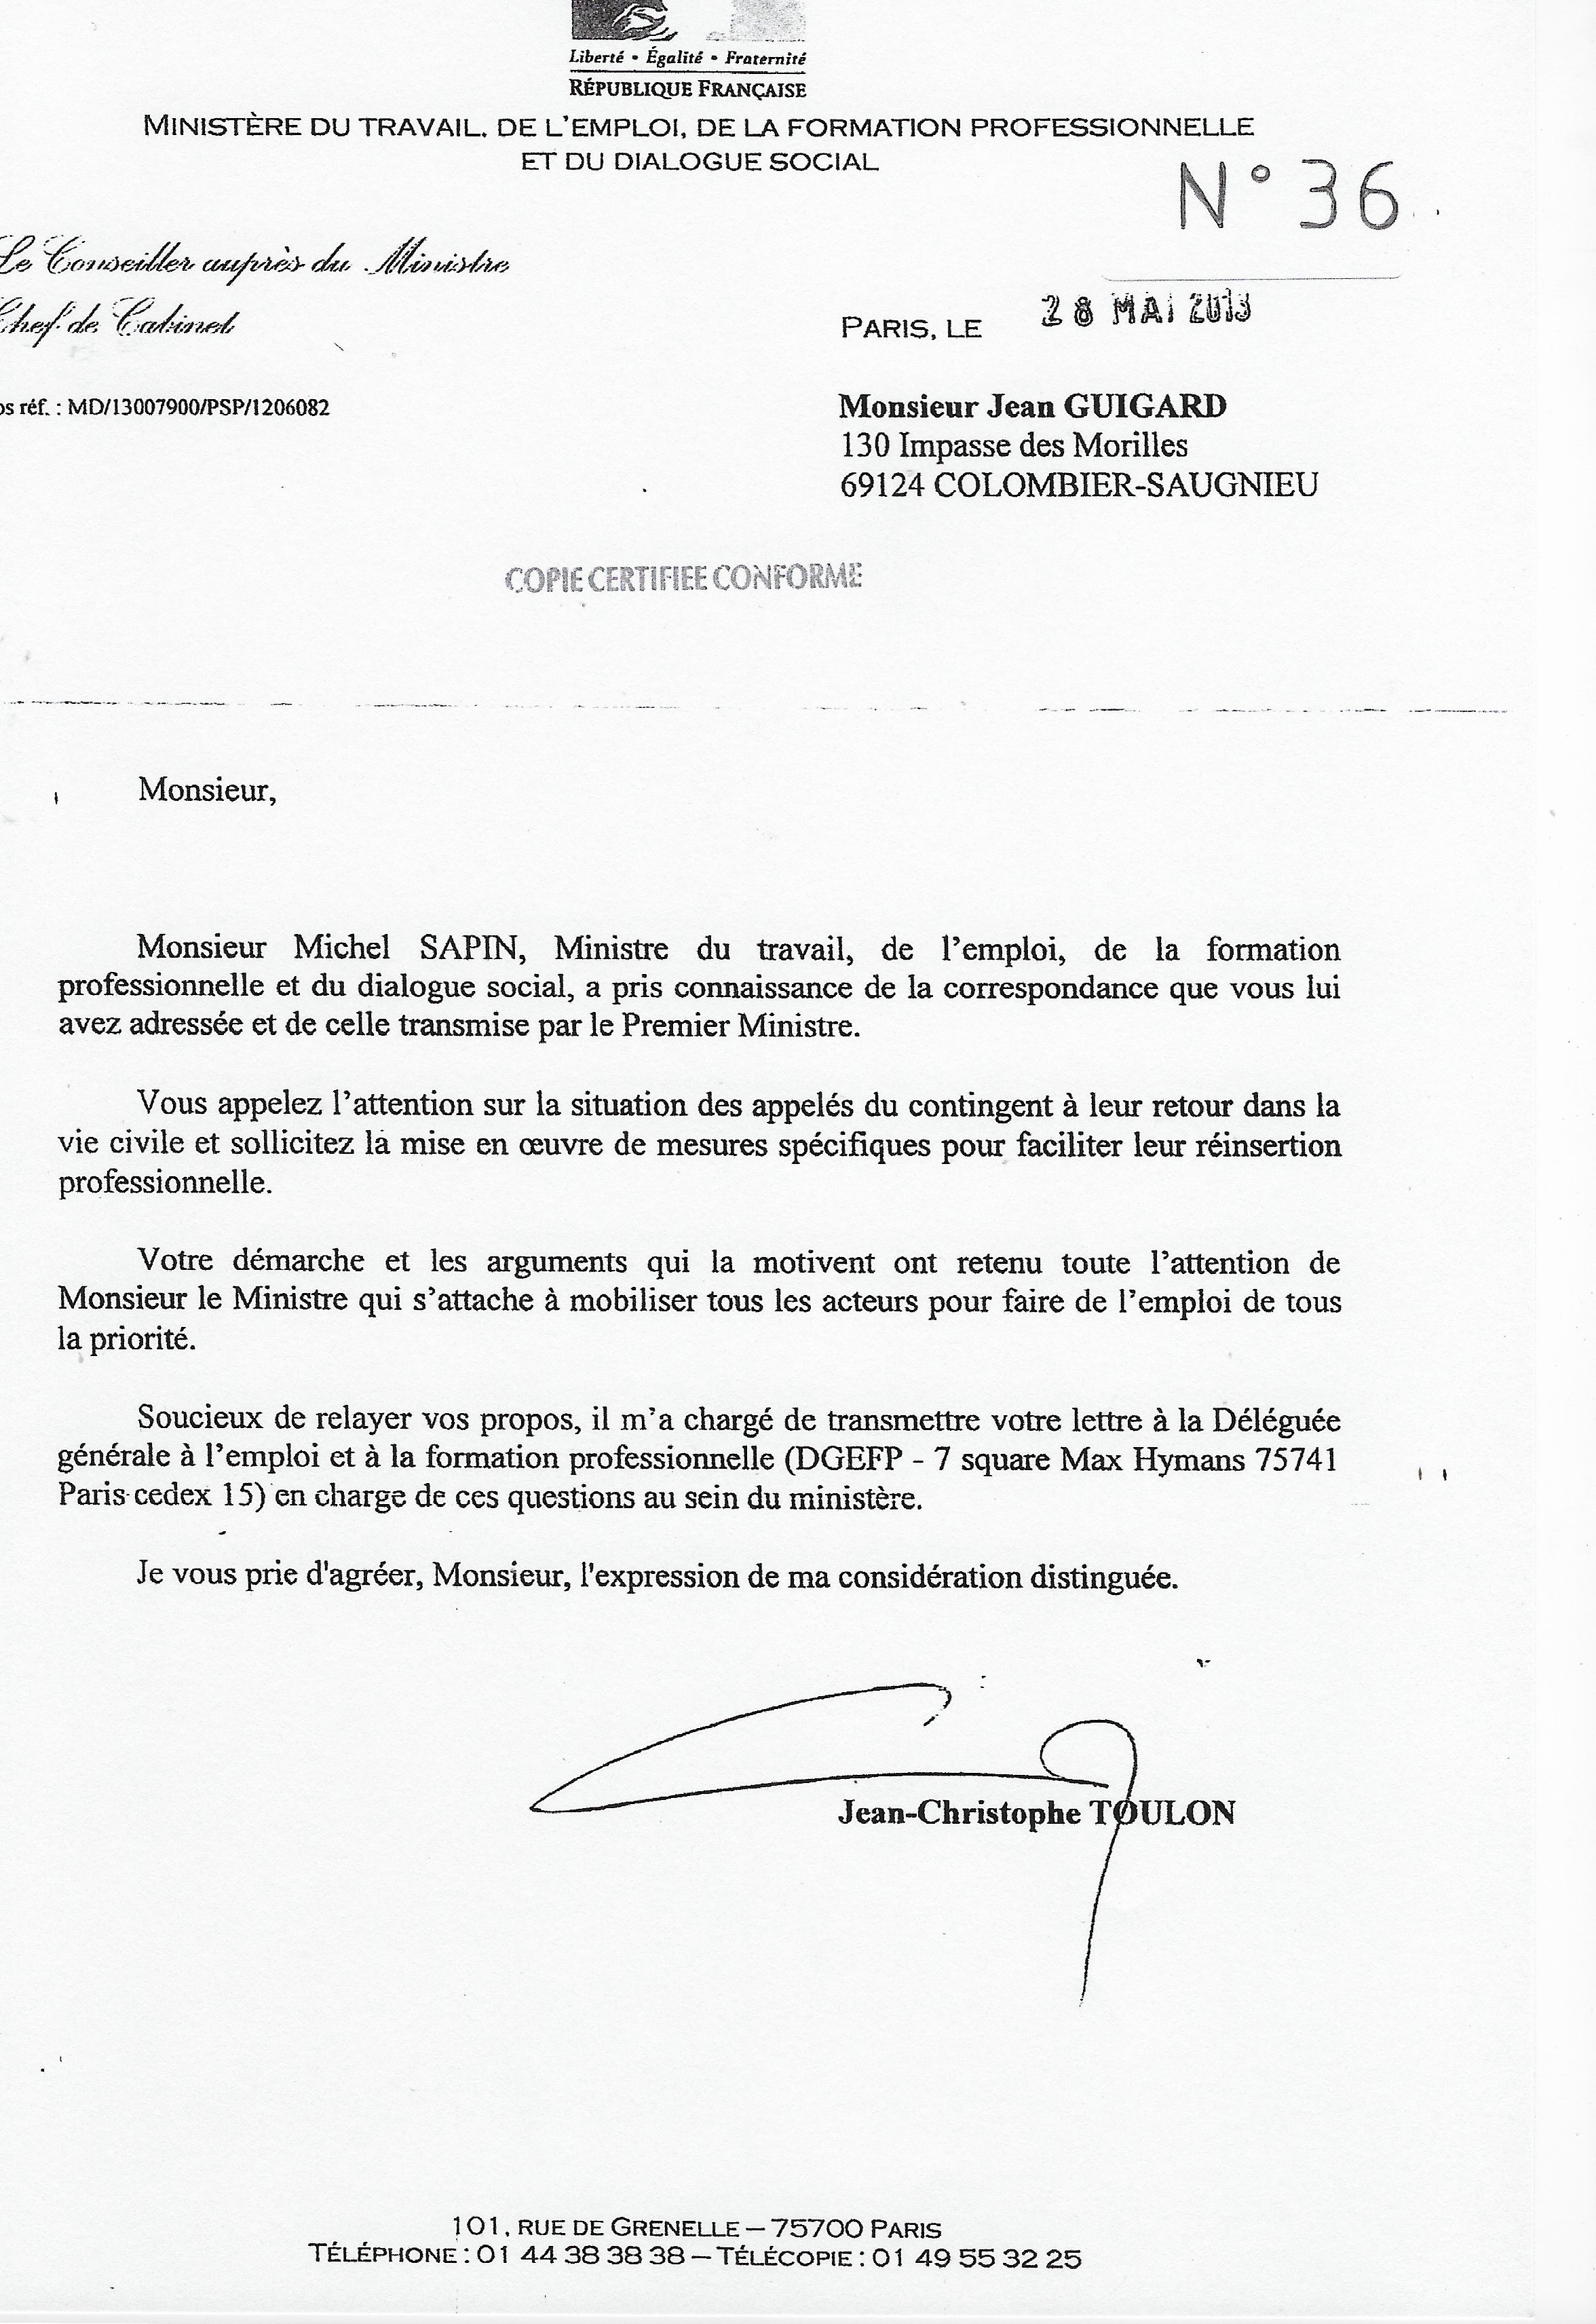 Liberté • Égalité • Fraternité
RÉPUBLIQUE FRANÇAISE
MINISTÈRE DU TRAVAIL, DE L'EMPLOI, DE LA FORMATION PROFESSIONNELLE
ET DU DIALOGUE SOCIAL
N° 36
Le Conseiller auprès du Ministre
Chef de Cabinet
28 MAI 2013
PARIS, LE
os réf. : MD/13007900/PSP/1206082
Monsieur Jean GUIGARD
130 Impasse des Morilles
69124 COLOMBIER-SAUGNIEU
COPIE CERTIFIEE CONFORME
Monsieur,
Monsieur Michel SAPIN, Ministre du travail, de l'emploi, de la formation
professionnelle et du dialogue social, a pris connaissance de la correspondance que vous lui
avez adressée et de celle transmise par le Premier Ministre.
Vous appelez l'attention sur la situation des appelés du contingent à leur retour dans la
vie civile et sollicitez la mise en œuvre de mesures spécifiques pour faciliter leur réinsertion
professionnelle.
Votre démarche et les arguments qui la motivent ont retenu toute l'attention de
Monsieur le Ministre qui s'attache à mobiliser tous les acteurs pour faire de l'emploi de tous
la priorité.
Soucieux de relayer vos propos, il m'a chargé de transmettre votre lettre à la Déléguée
générale à l'emploi et à la formation professionnelle (DGEFP - 7 square Max Hymans 75741
Paris cedex 15) en charge de ces questions au sein du ministère.
Je vous prie d'agréer, Monsieur, l'expression de ma considération distinguée.
Jean-Christophe TOULON
101, RUE DE GRENELLE – 75700 PARIS
TÉLÉPHONE : 01 44 38 38 38 – TÉLÉCOPIE : 01 49 55 32 25